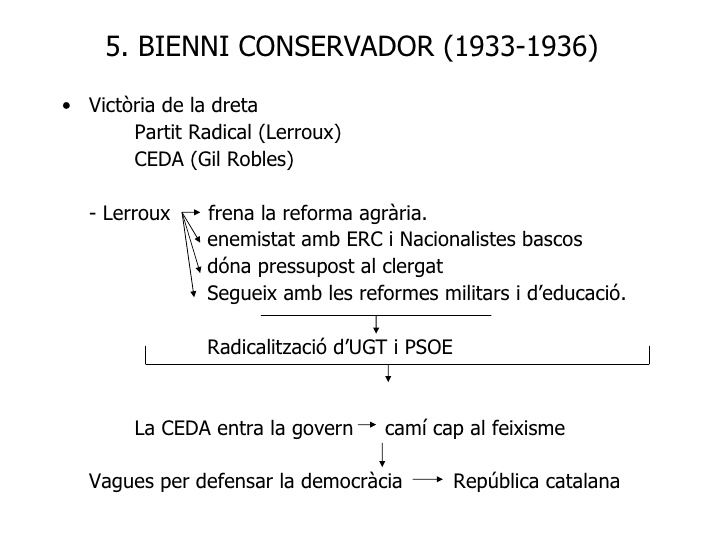 5. BIENNI CONSERVADOR (1933-1936)
• Victòria de la dreta
Partit Radical (Lerroux)
CEDA (Gil Robles)
- Lerroux frena la reforma agrària.
enemistat amb ERC i Nacionalistes bascos
dóna pressupost al clergat
Segueix amb les reformes militars i d’educació.
Radicalització d’UGT i PSOE
La CEDA entra la govern camí cap al feixisme
Vagues per defensar la democràcia República catalana